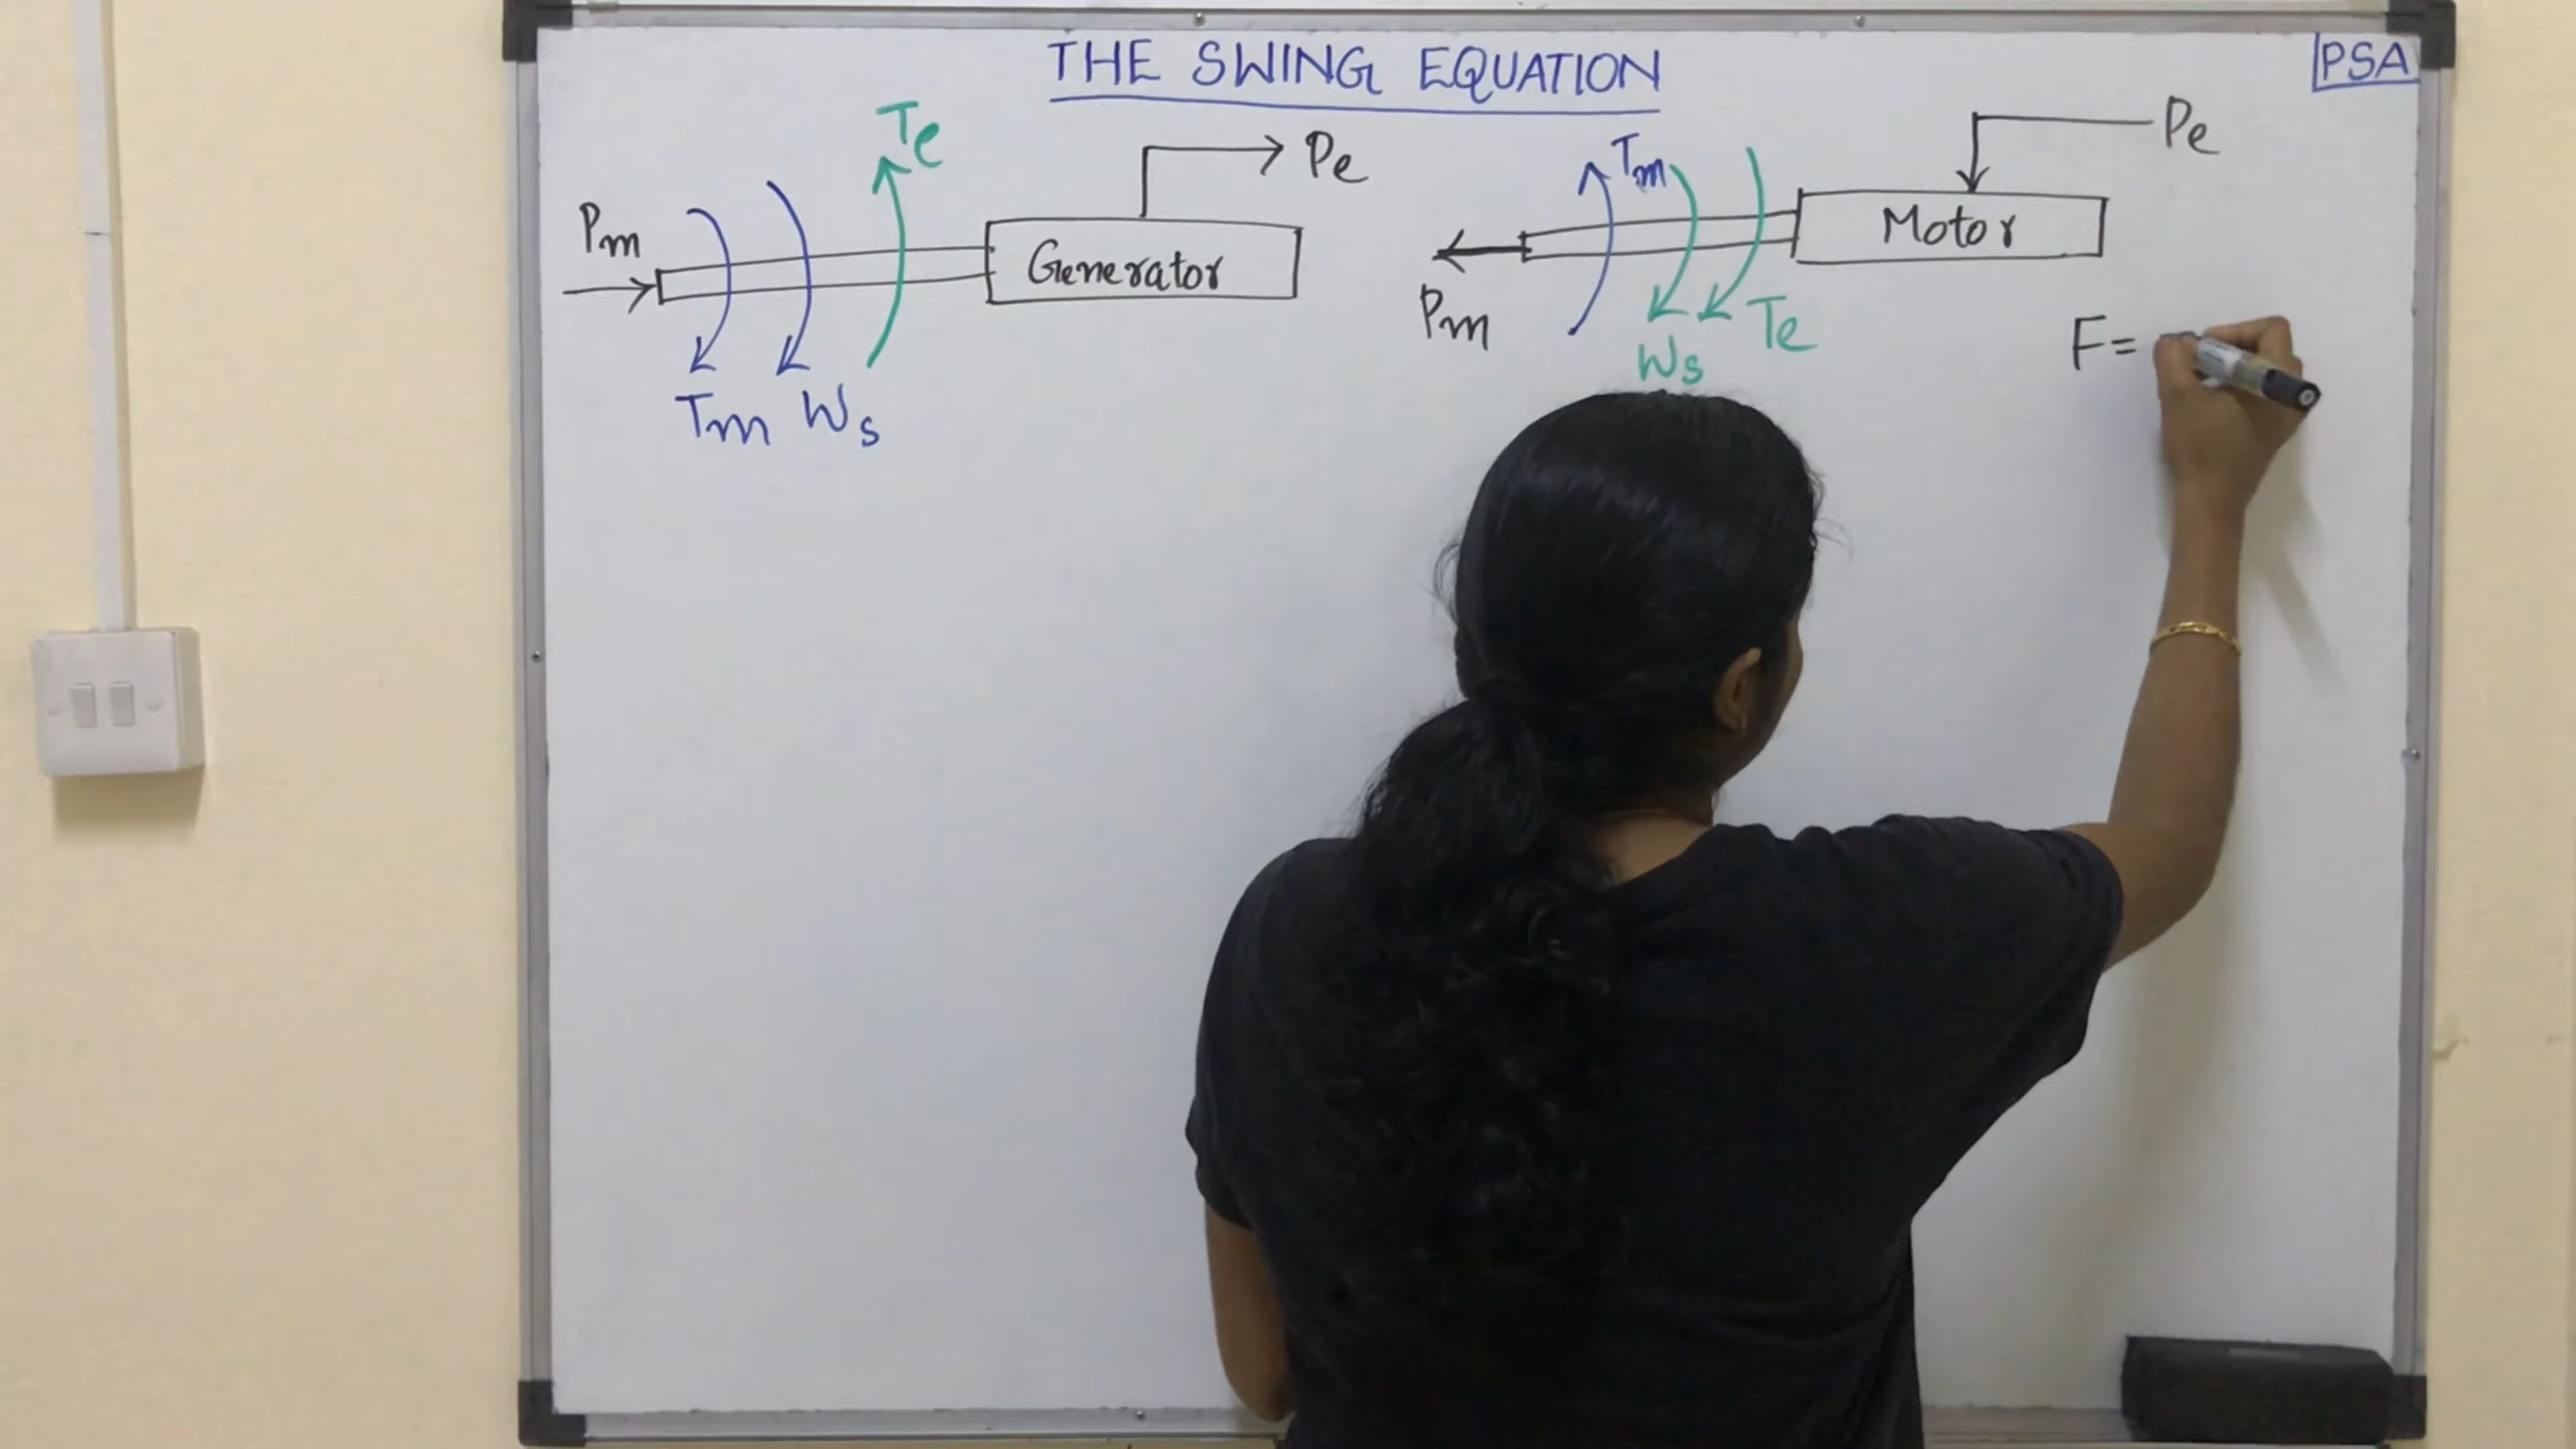 THE SWING EQUATION
PSA
Te
Pe
Pm
Generator
Tm Ws
Pe
Tm
Motor
Pm
Ws
Te
F=